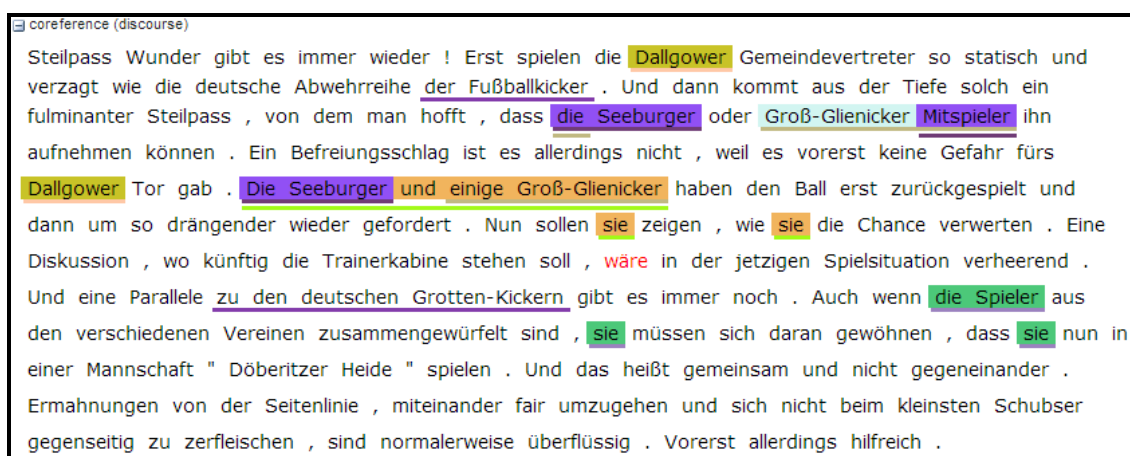 coreference (discourse)
Steilpass Wunder gibt es immer wieder ! Erst spielen die Dallgower Gemeindevertreter so statisch und
verzagt wie die deutsche Abwehrreihe der Fußballkicker . Und dann kommt aus der Tiefe solch ein
fulminanter Steilpass , von dem man hofft , dass die Seeburger oder Groß-Glienicker Mitspieler ihn
aufnehmen können . Ein Befreiungsschlag ist es allerdings nicht , weil es vorerst keine Gefahr fürs
Dallgower Tor gab . Die Seeburger und einige Groß-Glienicker haben den Ball erst zurückgespielt und
dann um so drängender wieder gefordert . Nun sollen sie zeigen , wie sie die Chance verwerten . Eine
Diskussion , wo künftig die Trainerkabine stehen soll , wäre in der jetzigen Spielsituation verheerend .
Und eine Parallele zu den deutschen Grotten-Kickern gibt es immer noch . Auch wenn die Spieler aus
den verschiedenen Vereinen zusammengewürfelt sind , sie müssen sich daran gewöhnen , dass sie nun in
einer Mannschaft " Döberitzer Heide " spielen . Und das heißt gemeinsam und nicht gegeneinander .
Ermahnungen von der Seitenlinie , miteinander fair umzugehen und sich nicht beim kleinsten Schubser
gegenseitig zu zerfleischen , sind normalerweise überflüssig . Vorerst allerdings hilfreich .